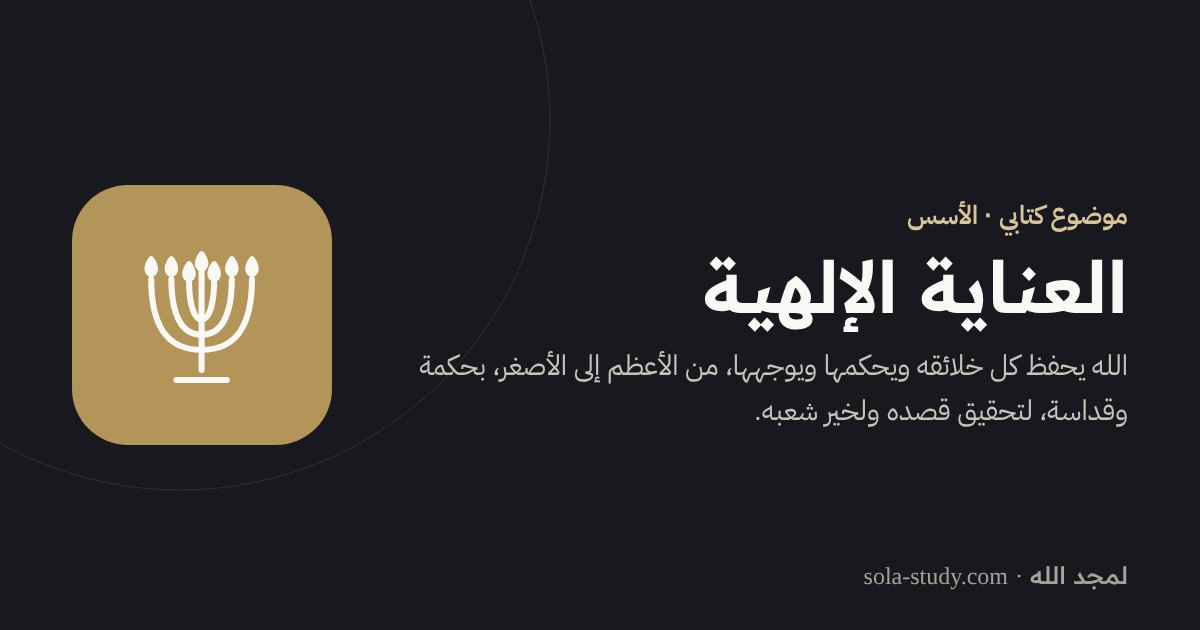 موضوع كتابي · الأسس
العناية الإلهية
الله يحفظ كل خلائقه ويحكمها ويوجهها، من الأعظم إلى الأصغر، بحكمة
وقداسة، لتحقيق قصده ولخير شعبه.
لمجد الله · sola-study.com